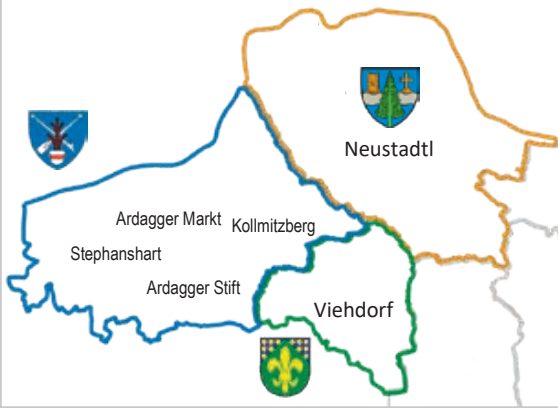 Neustadtl
Ardagger Markt
Kollmitzberg
Stephanshart
Ardagger Stift
Viehdorf